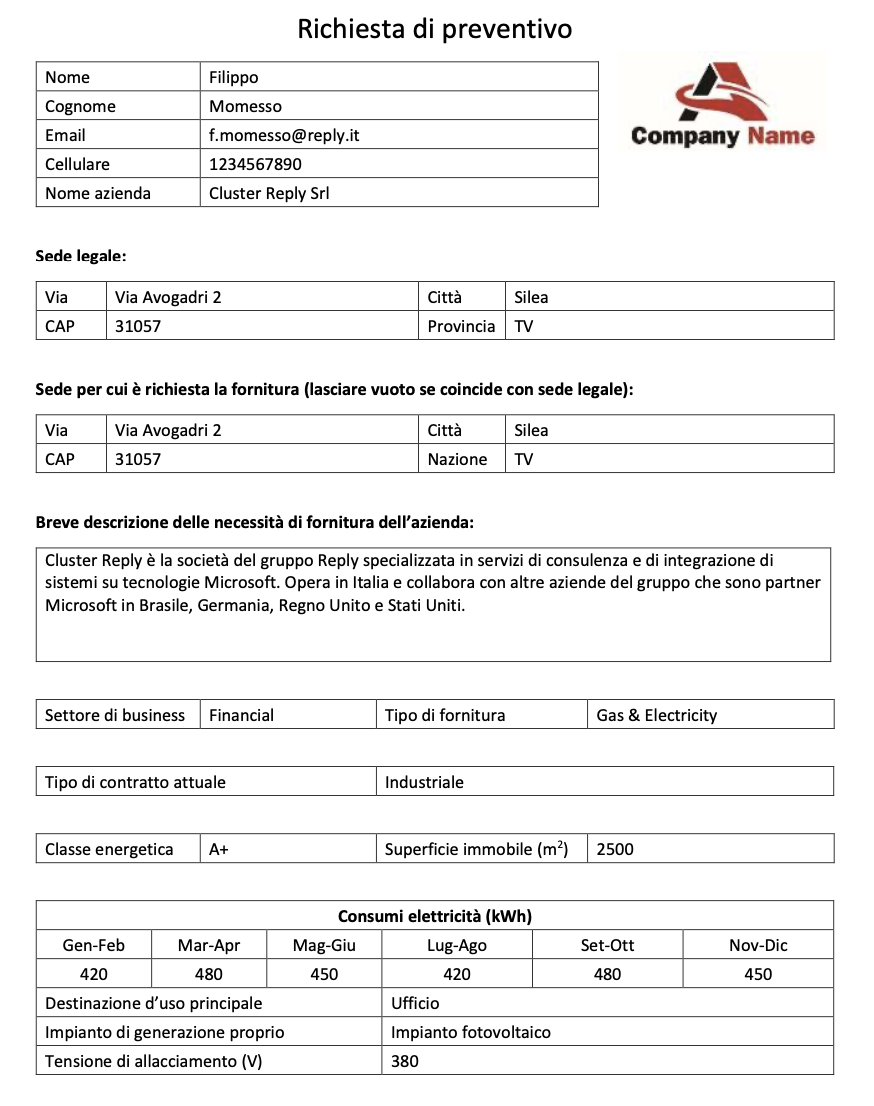 Richiesta di preventivo
Nome Filippo
Cognome Momesso
Email f.momesso@reply.it
Cellulare 1234567890
Nome azienda Cluster Reply Srl
Company Name
Sede legale:
Via Via Avogadri 2 Città Silea
CAP 31057 Provincia TV
Sede per cui è richiesta la fornitura (lasciare vuoto se coincide con sede legale):
Via Via Avogadri 2 Città Silea
CAP 31057 Nazione TV
Breve descrizione delle necessità di fornitura dell’azienda:
Cluster Reply è la società del gruppo Reply specializzata in servizi di consulenza e di integrazione di
sistemi su tecnologie Microsoft. Opera in Italia e collabora con altre aziende del gruppo che sono partner
Microsoft in Brasile, Germania, Regno Unito e Stati Uniti.
Settore di business Financial Tipo di fornitura Gas & Electricity
Tipo di contratto attuale Industriale
Classe energetica A+ Superficie immobile (m²) 2500
Consumi elettricità (kWh)
Gen-Feb Mar-Apr Mag-Giu Lug-Ago Set-Ott Nov-Dic
420 480 450 420 480 450
Destinazione d’uso principale Ufficio
Impianto di generazione proprio Impianto fotovoltaico
Tensione di allacciamento (V) 380